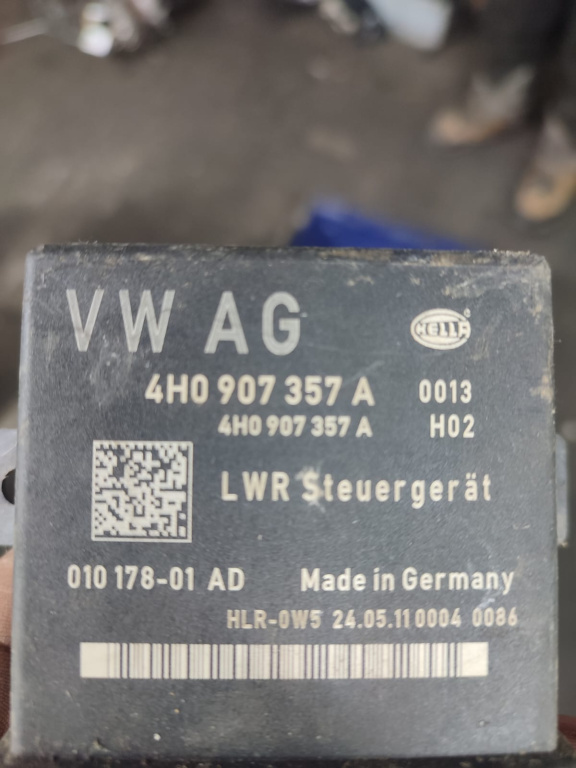 VW AG
HELLA ®
4H0 907 357 A 0013
4H0 907 357 A H02
LWR Steuergerät
010 178-01 AD Made in Germany
HLR-0W5 24.05.11 0004 0086